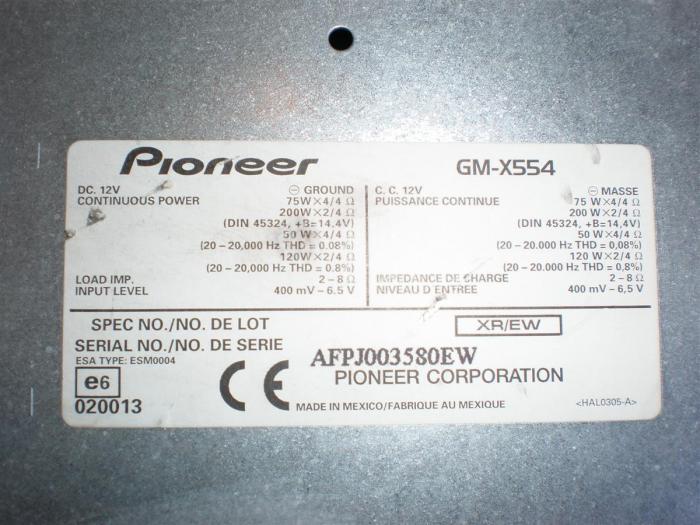 Pioneer GM-X554
DC. 12V ⊖ GROUND
CONTINUOUS POWER 75W×4/4 Ω
200W×2/4 Ω
(DIN 45324, +B=14,4V)
50 W×4/4 Ω
(20–20,000 Hz THD = 0.08%)
120W×2/4 Ω
(20–20,000 Hz THD = 0.8%)
LOAD IMP. 2–8 Ω
INPUT LEVEL 400 mV–6.5 V
C. C. 12V ⊖ MASSE
PUISSANCE CONTINUE 75 W×4/4 Ω
200 W×2/4 Ω
(DIN 45324, +B=14,4V)
50 W×4/4 Ω
(20–20.000 Hz THD = 0,08%)
120 W×2/4 Ω
(20–20.000 Hz THD = 0,8%)
IMPEDANCE DE CHARGE 2–8 Ω
NIVEAU D ENTREE 400 mV–6,5 V
SPEC NO./NO. DE LOT XR/EW
SERIAL NO./NO. DE SERIE AFPJ003580EW
ESA TYPE: ESM0004
e6
020013
CE
PIONEER CORPORATION
MADE IN MEXICO/FABRIQUE AU MEXIQUE <HAL0305-A>